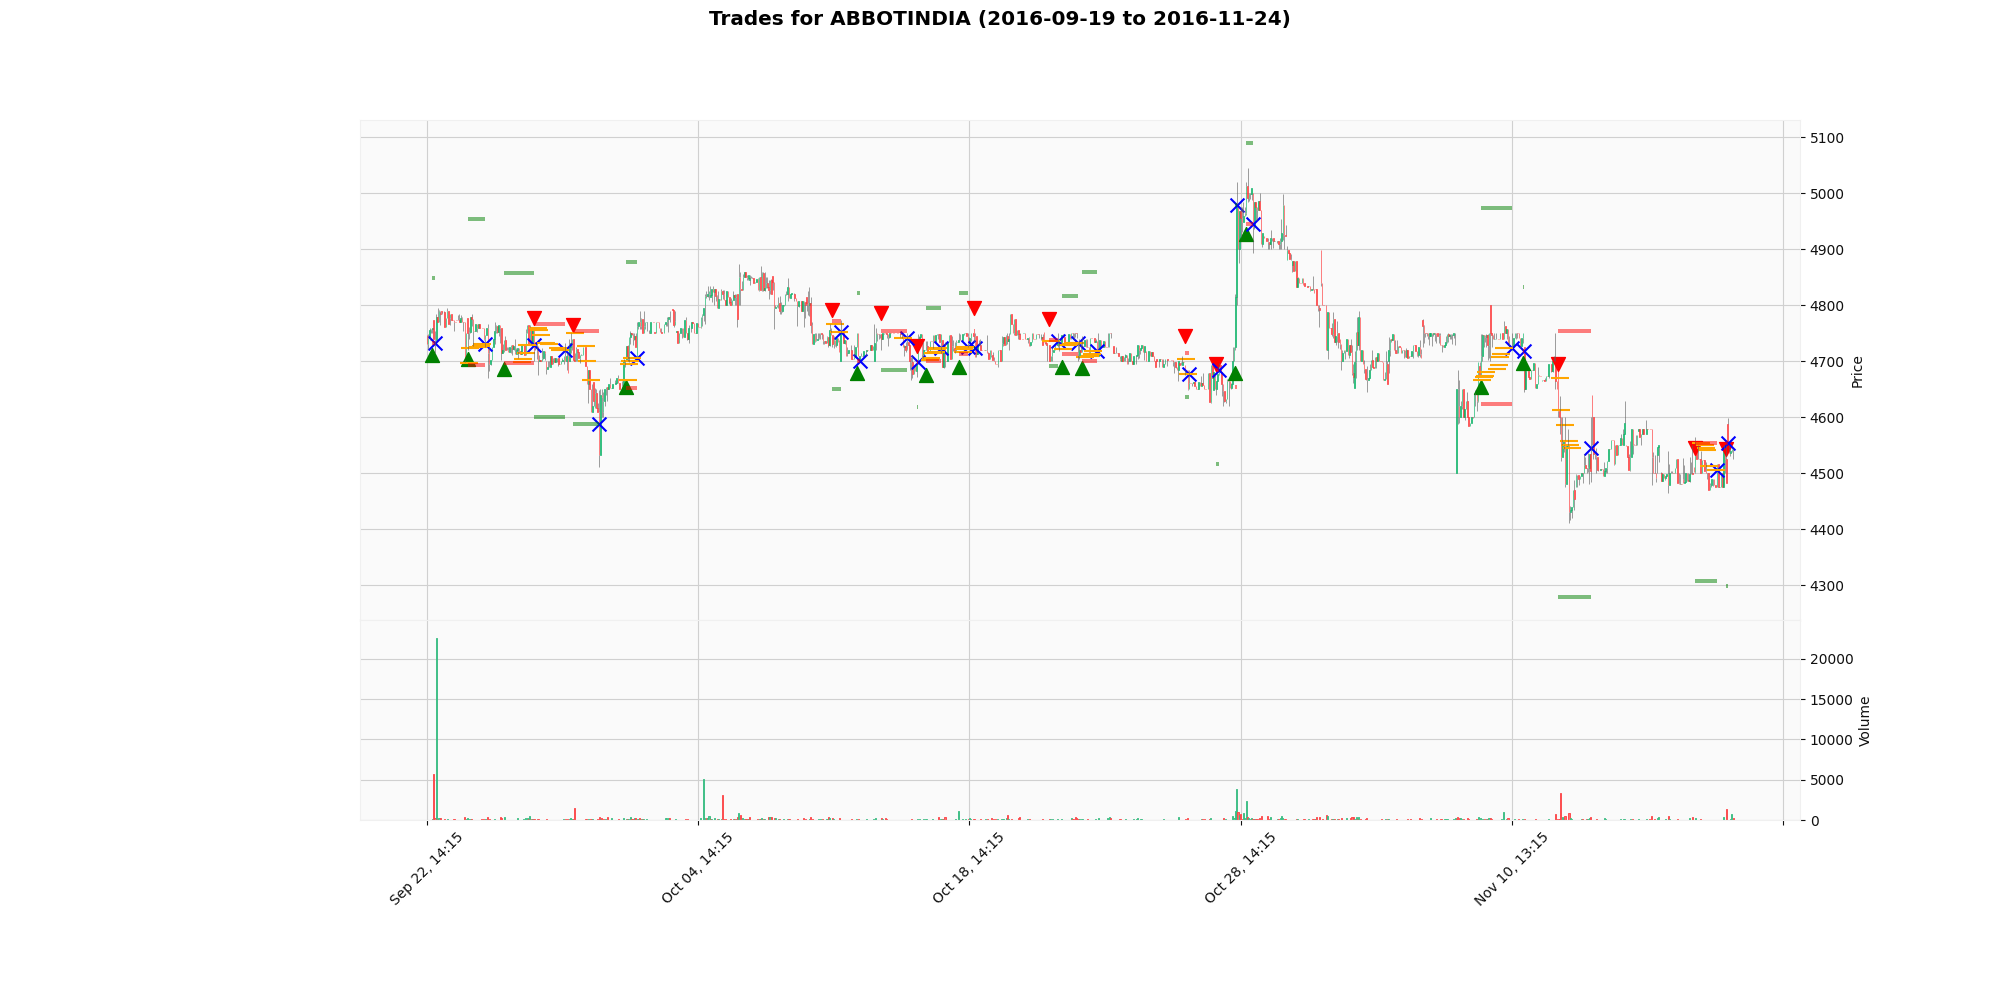 Trades for ABBOTINDIA (2016-09-19 to 2016-11-24)
5100
5000
4900
4800
4700
4600
4500
4400
4300
Price
20000
15000
10000
5000
0
Volume
Sep 22, 14:15
Oct 04, 14:15
Oct 18, 14:15
Oct 28, 14:15
Nov 10, 13:15